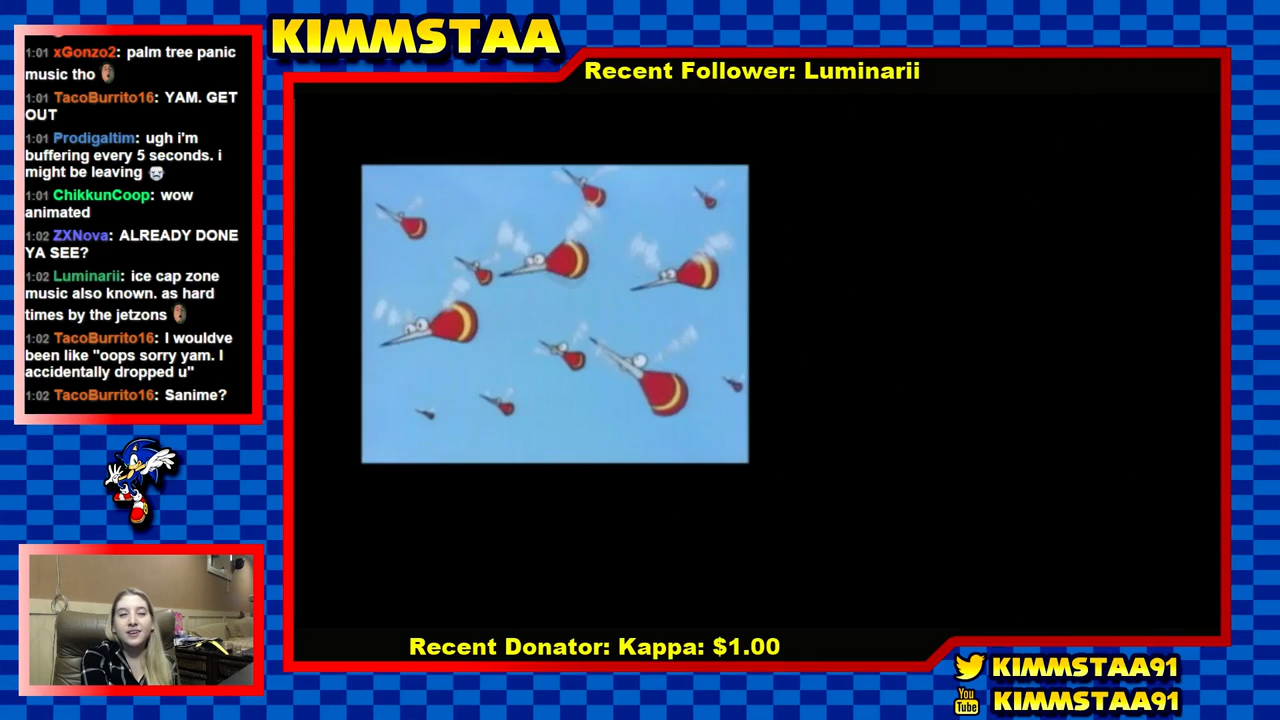 KIMMSTAA
Recent Follower: Luminarii
1:01 xGonzo2: palm tree panic
music tho
1:01 TacoBurrito16: YAM. GET
OUT
1:01 Prodigaltim: ugh i'm
buffering every 5 seconds. i
might be leaving
1:01 ChikkunCoop: wow
animated
1:02 ZXNova: ALREADY DONE
YA SEE?
1:02 Luminarii: ice cap zone
music also known. as hard
times by the jetzons
1:02 TacoBurrito16: I wouldve
been like "oops sorry yam. I
accidentally dropped u"
1:02 TacoBurrito16: Sanime?
Recent Donator: Kappa: $1.00
KIMMSTAA91
You
Tube
KIMMSTAA91